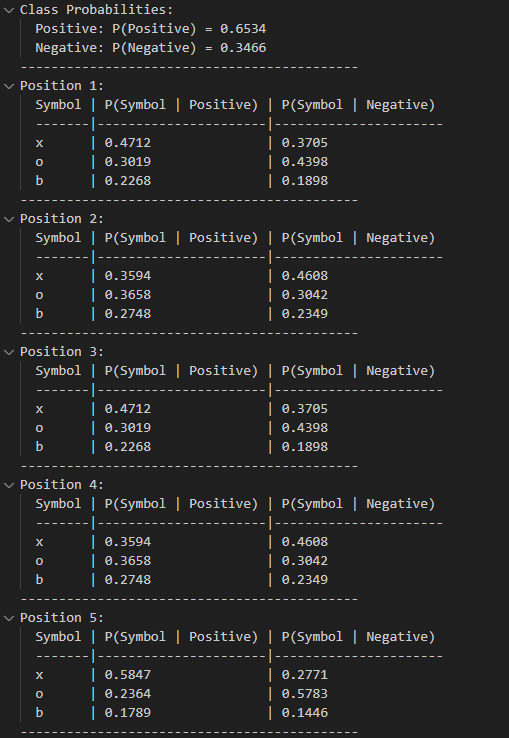 Class Probabilities:
Positive: P(Positive) = 0.6534
Negative: P(Negative) = 0.3466
--------------------------------------------
Position 1:
Symbol | P(Symbol | Positive) | P(Symbol | Negative)
-------|----------------------|----------------------
x      | 0.4712               | 0.3705
o      | 0.3019               | 0.4398
b      | 0.2268               | 0.1898
--------------------------------------------
Position 2:
Symbol | P(Symbol | Positive) | P(Symbol | Negative)
-------|----------------------|----------------------
x      | 0.3594               | 0.4608
o      | 0.3658               | 0.3042
b      | 0.2748               | 0.2349
--------------------------------------------
Position 3:
Symbol | P(Symbol | Positive) | P(Symbol | Negative)
-------|----------------------|----------------------
x      | 0.4712               | 0.3705
o      | 0.3019               | 0.4398
b      | 0.2268               | 0.1898
--------------------------------------------
Position 4:
Symbol | P(Symbol | Positive) | P(Symbol | Negative)
-------|----------------------|----------------------
x      | 0.3594               | 0.4608
o      | 0.3658               | 0.3042
b      | 0.2748               | 0.2349
--------------------------------------------
Position 5:
Symbol | P(Symbol | Positive) | P(Symbol | Negative)
-------|----------------------|----------------------
x      | 0.5847               | 0.2771
o      | 0.2364               | 0.5783
b      | 0.1789               | 0.1446
--------------------------------------------